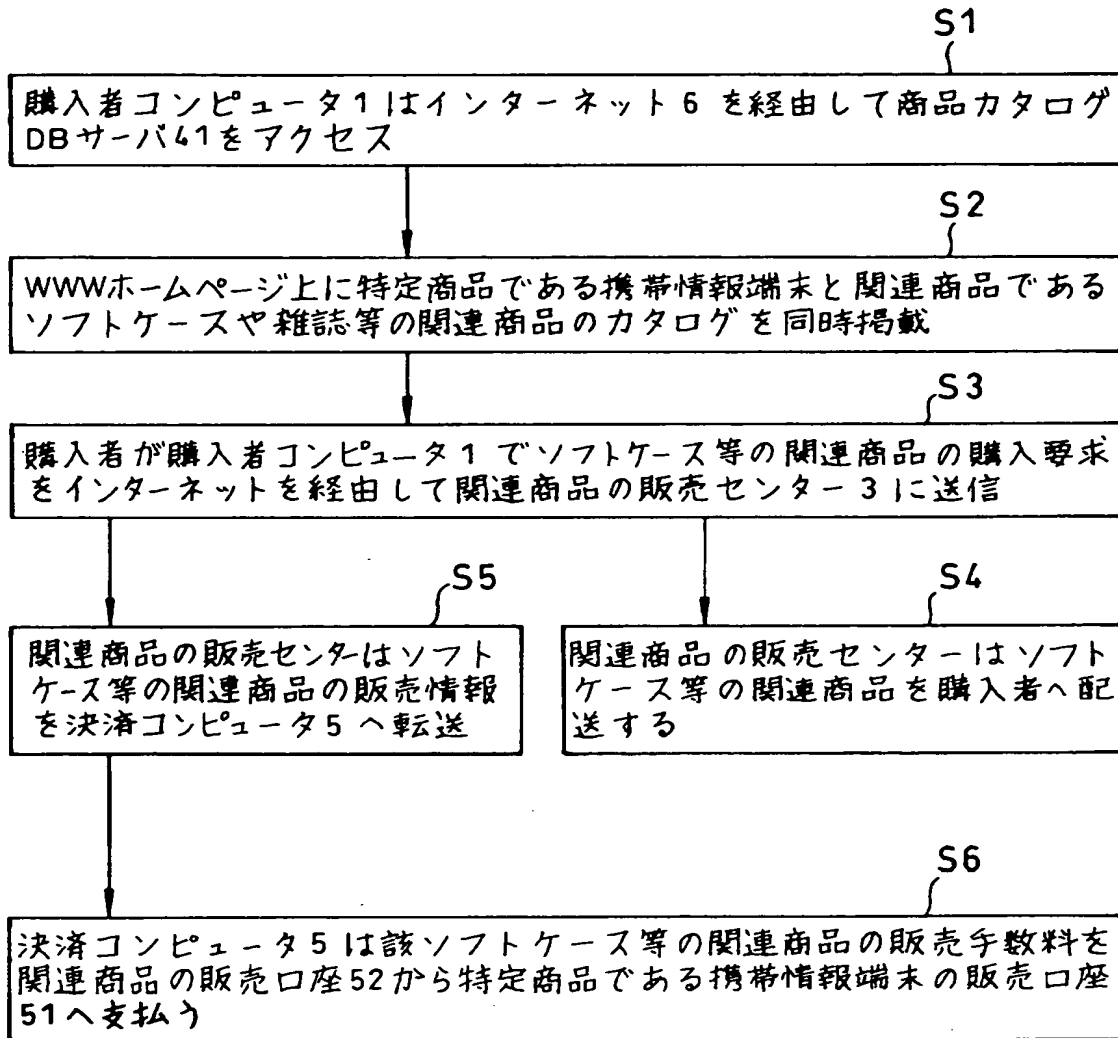 S1
購入者コンピュータ1はインターネット6を経由して商品カタログ
DBサーバ41をアクセス
S2
WWWホームページ上に特定商品である携帯情報端末と関連商品である
ソフトケースや雑誌等の関連商品のカタログを同時掲載
S3
購入者が購入者コンピュータ1でソフトケース等の関連商品の購入要求
をインターネットを経由して関連商品の販売センター3に送信
S5
関連商品の販売センターはソフト
ケース等の関連商品の販売情報
を決済コンピュータ5へ転送
S4
関連商品の販売センターはソフト
ケース等の関連商品を購入者へ配
送する
S6
決済コンピュータ5は該ソフトケース等の関連商品の販売手数料を
関連商品の販売口座52から特定商品である携帯情報端末の販売口座
51へ支払う